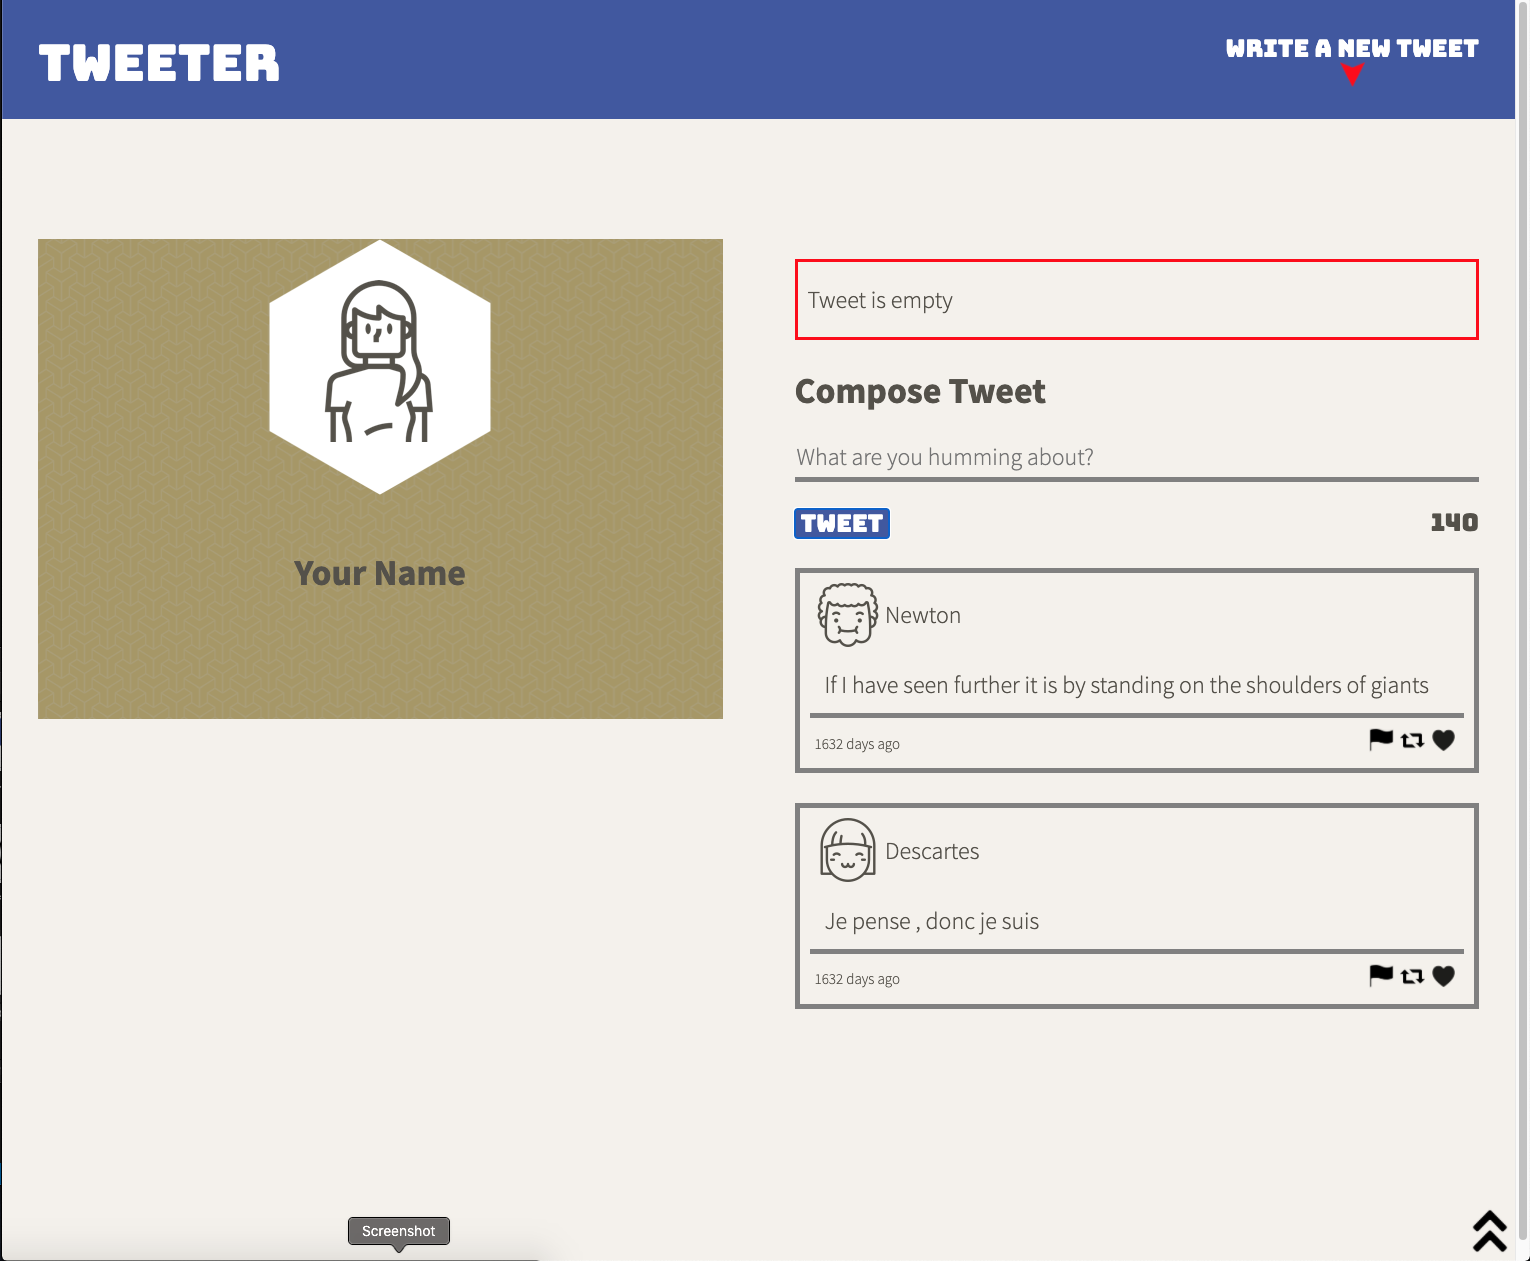 TWEETER
WRITE A NEW TWEET
Your Name
Tweet is empty
Compose Tweet
What are you humming about?
TWEET
140
Newton
If I have seen further it is by standing on the shoulders of giants
1632 days ago
Descartes
Je pense , donc je suis
1632 days ago
Screenshot